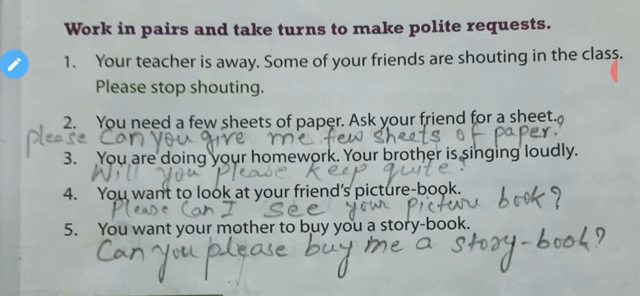 Work in pairs and take turns to make polite requests.
1. Your teacher is away. Some of your friends are shouting in the class.
Please stop shouting.
2. You need a few sheets of paper. Ask your friend for a sheet.
please Can you give me few sheets of paper?
3. You are doing your homework. Your brother is singing loudly.
Will you please keep quite?
4. You want to look at your friend's picture-book.
Please Can I see your picture book?
5. You want your mother to buy you a story-book.
Can you please buy me a story-book?